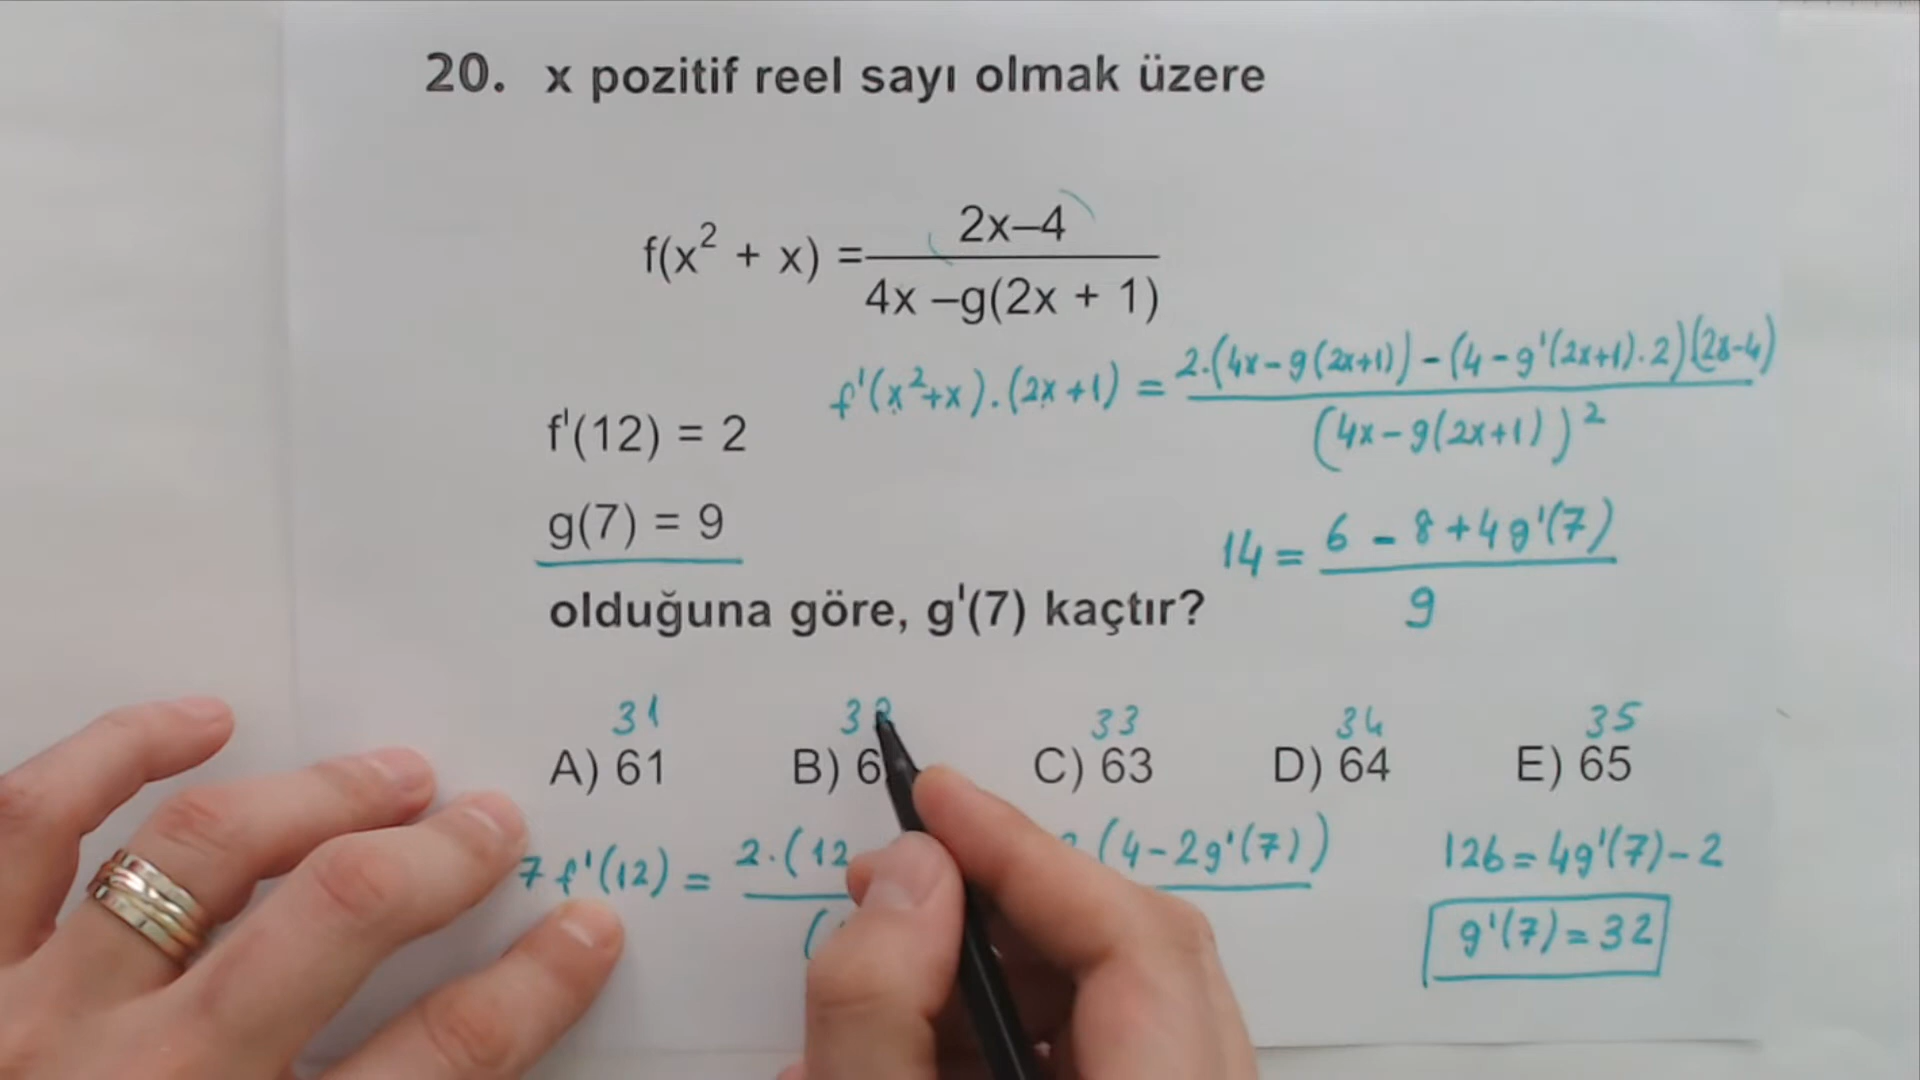 20. x pozitif reel sayı olmak üzere
f(x² + x) = 2x–4 / 4x –g(2x + 1)
f'(x²+x).(2x+1) = 2.(4x-g(2x+1)) - (4-g'(2x+1).2)(2x-4) / (4x-g(2x+1))²
f'(12) = 2
g(7) = 9
14 = 6 - 8 + 4g'(7) / 9
olduğuna göre, g'(7) kaçtır?
31 33 34 35
A) 61 B) C) 63 D) 64 E) 65
7 f'(12) = 2.(12 (4-2g'(7))
126 = 4g'(7) - 2
g'(7) = 32